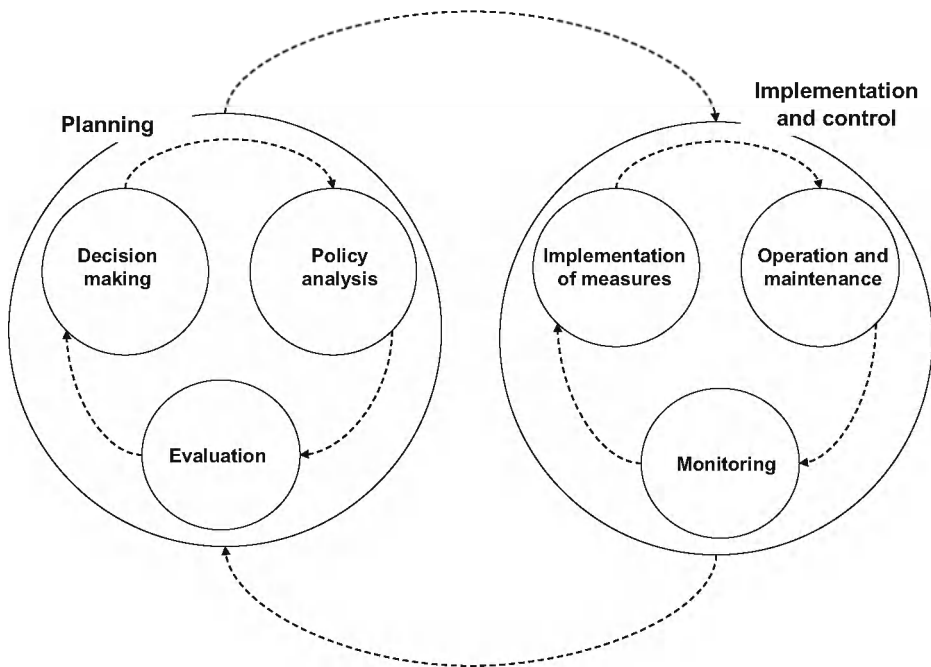 Planning
Decision
making
Policy
analysis
Evaluation
Implementation
and control
Implementation
of measures
Operation and
maintenance
Monitoring